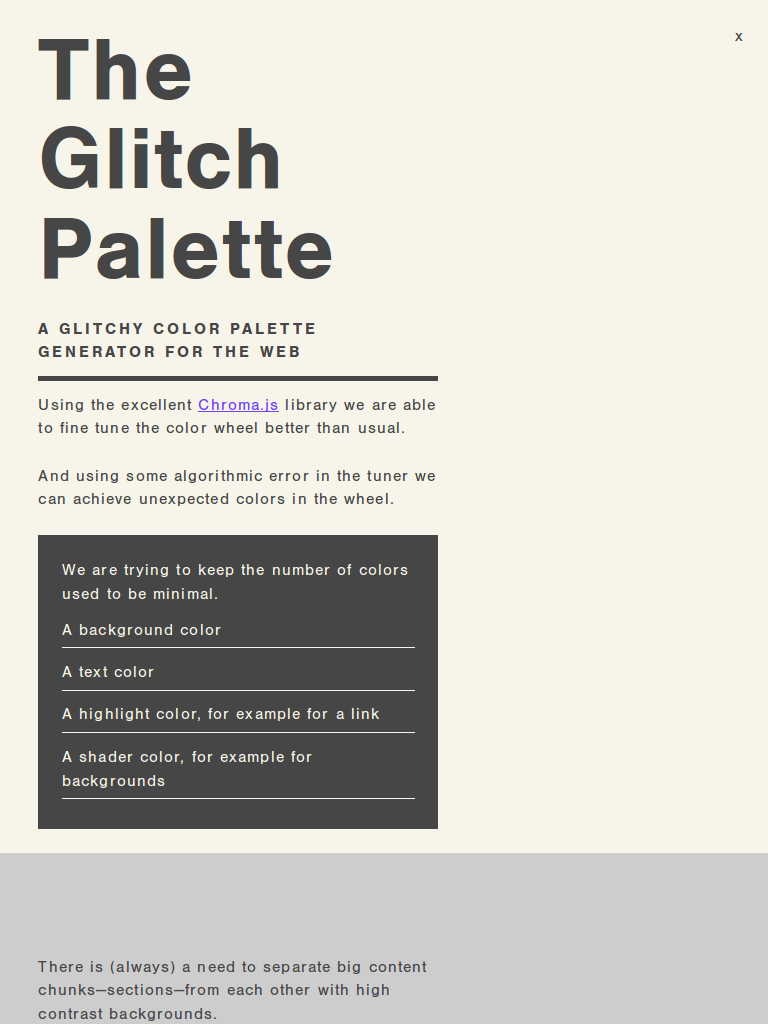 x
The
Glitch
Palette
A GLITCHY COLOR PALETTE
GENERATOR FOR THE WEB
Using the excellent Chroma.js library we are able
to fine tune the color wheel better than usual.
And using some algorithmic error in the tuner we
can achieve unexpected colors in the wheel.
We are trying to keep the number of colors
used to be minimal.
A background color
A text color
A highlight color, for example for a link
A shader color, for example for
backgrounds
There is (always) a need to separate big content
chunks—sections—from each other with high
contrast backgrounds.